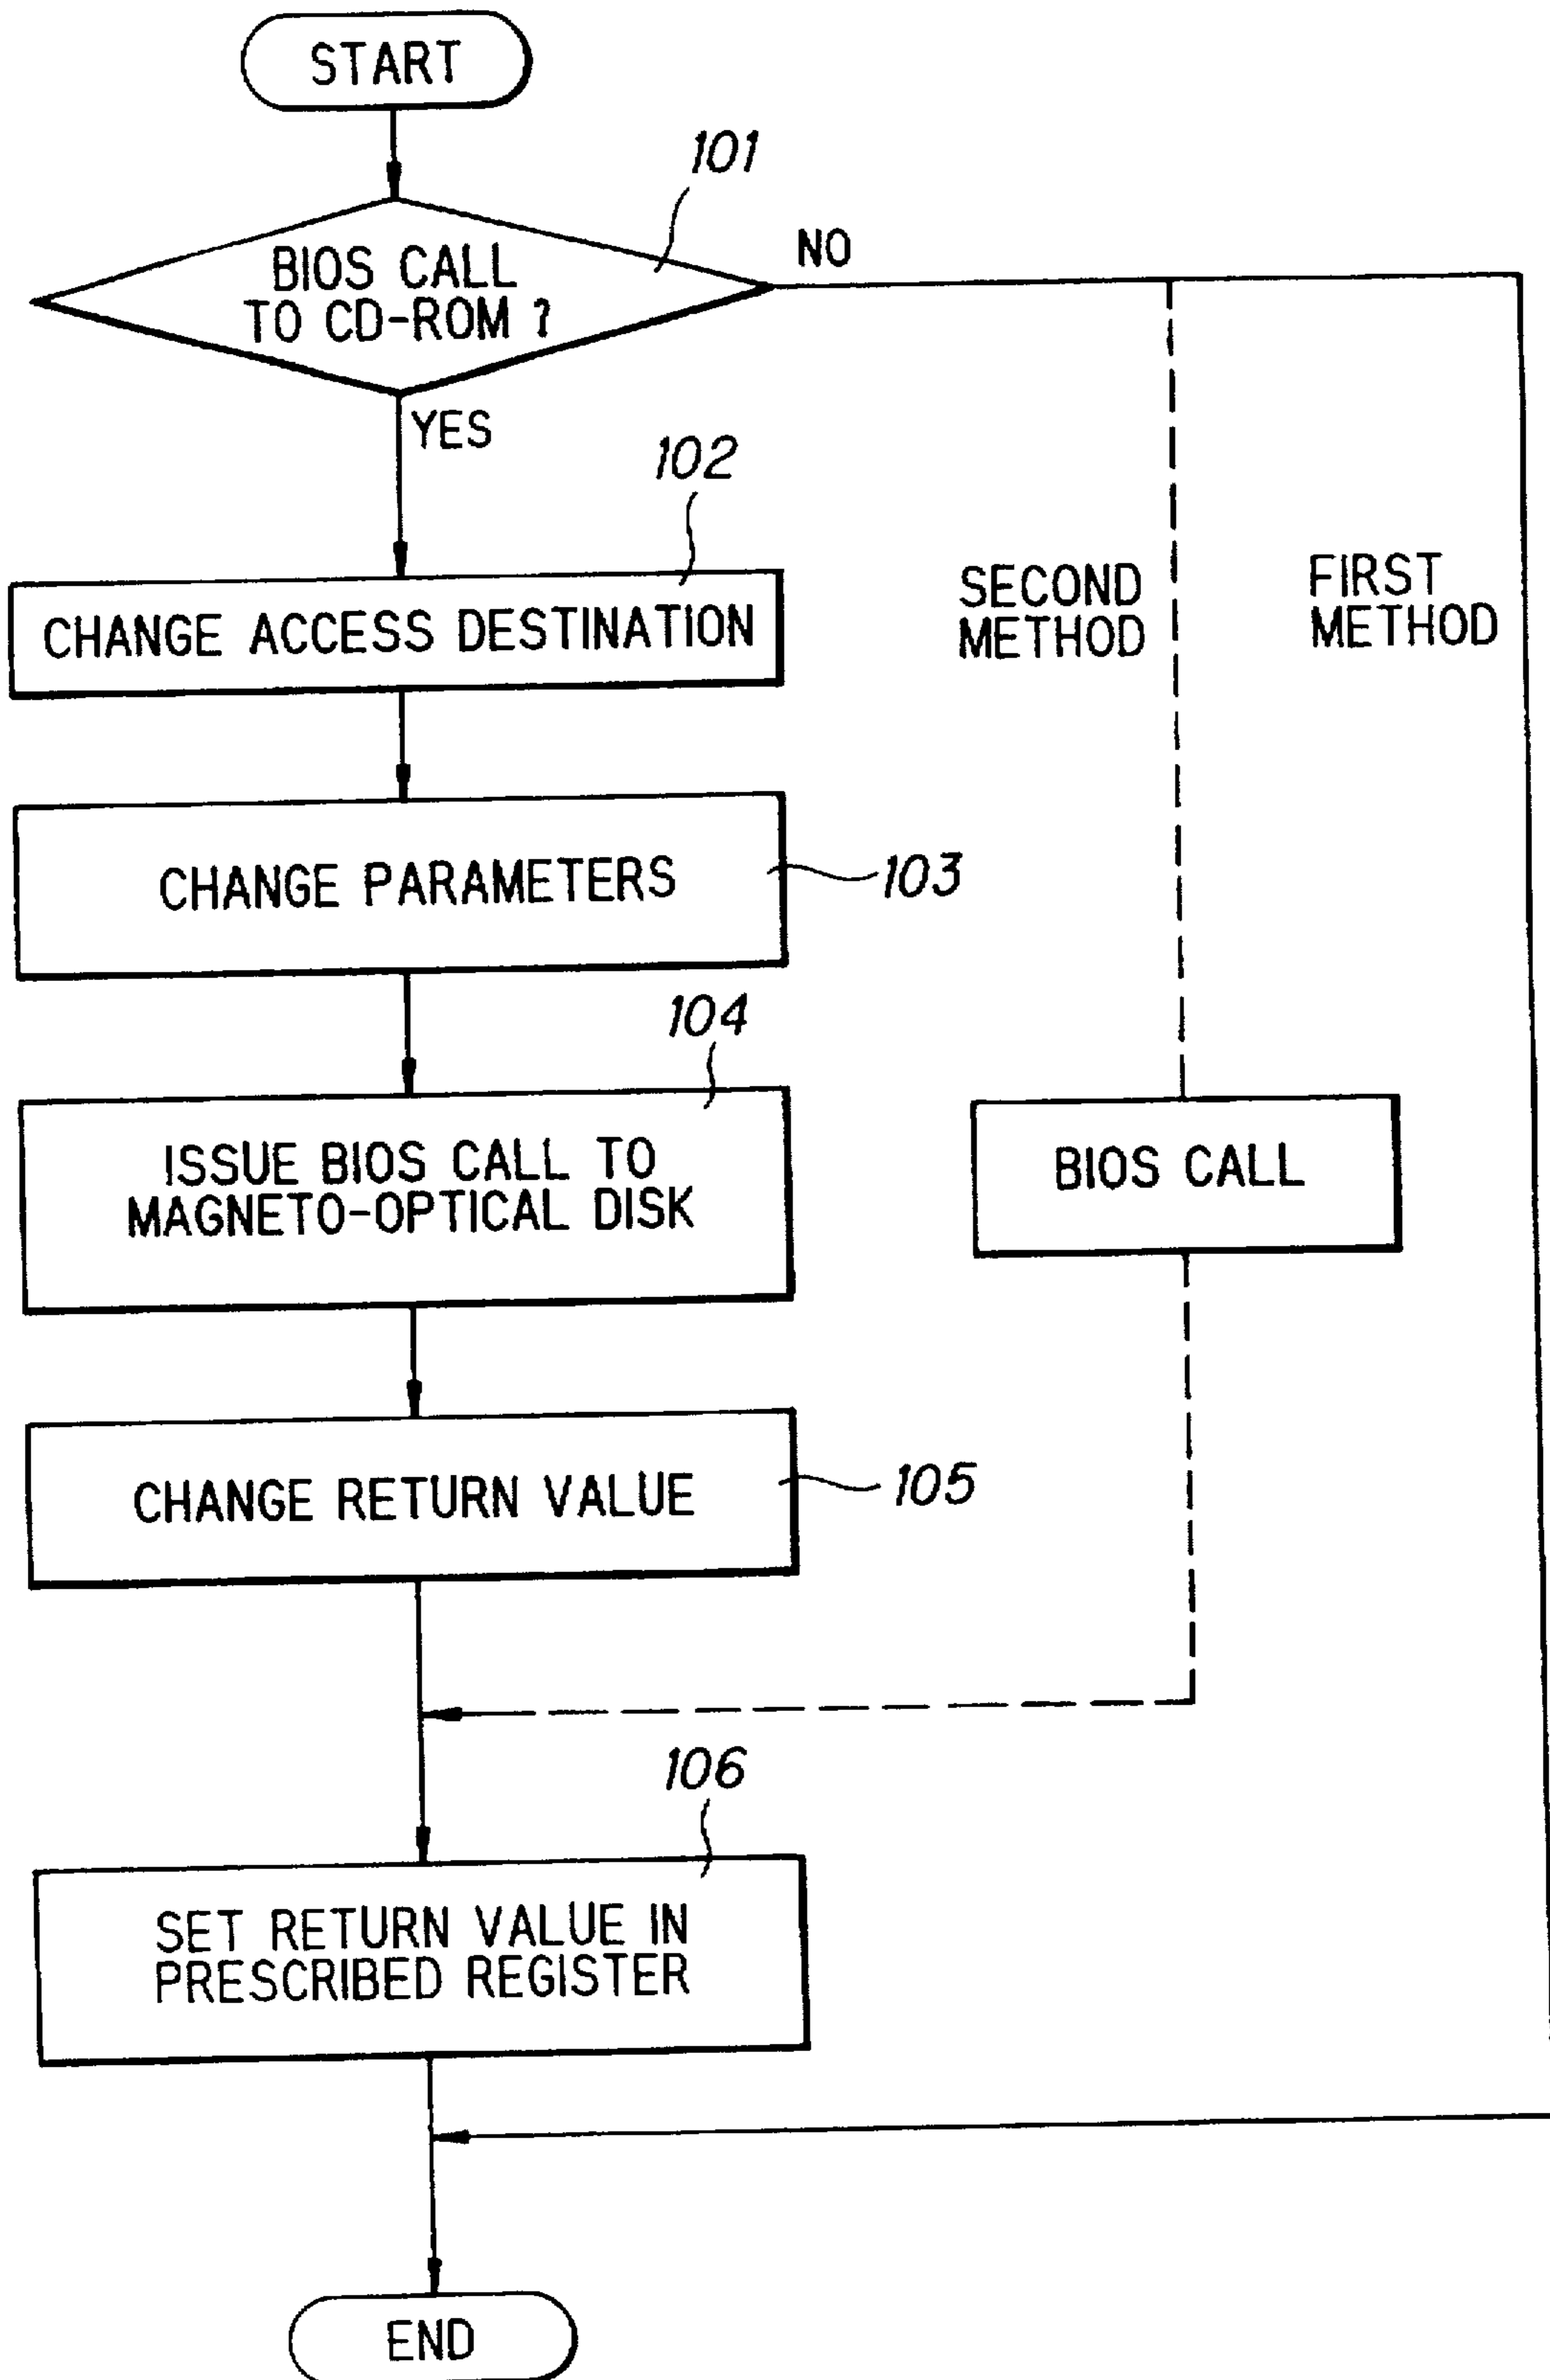 START
101
BIOS CALL
TO CD-ROM ?
NO
YES
102
CHANGE ACCESS DESTINATION
SECOND
METHOD
FIRST
METHOD
CHANGE PARAMETERS
103
104
ISSUE BIOS CALL TO
MAGNETO-OPTICAL DISK
BIOS CALL
CHANGE RETURN VALUE
105
106
SET RETURN VALUE IN
PRESCRIBED REGISTER
END